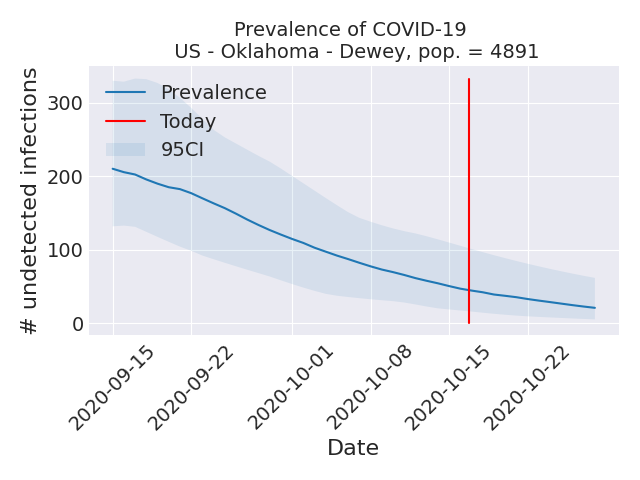 Prevalence of COVID-19
US - Oklahoma - Dewey, pop. = 4891
# undetected infections
300
200
100
0
Prevalence
Today
95CI
2020-09-15
2020-09-22
2020-10-01
2020-10-08
2020-10-15
2020-10-22
Date